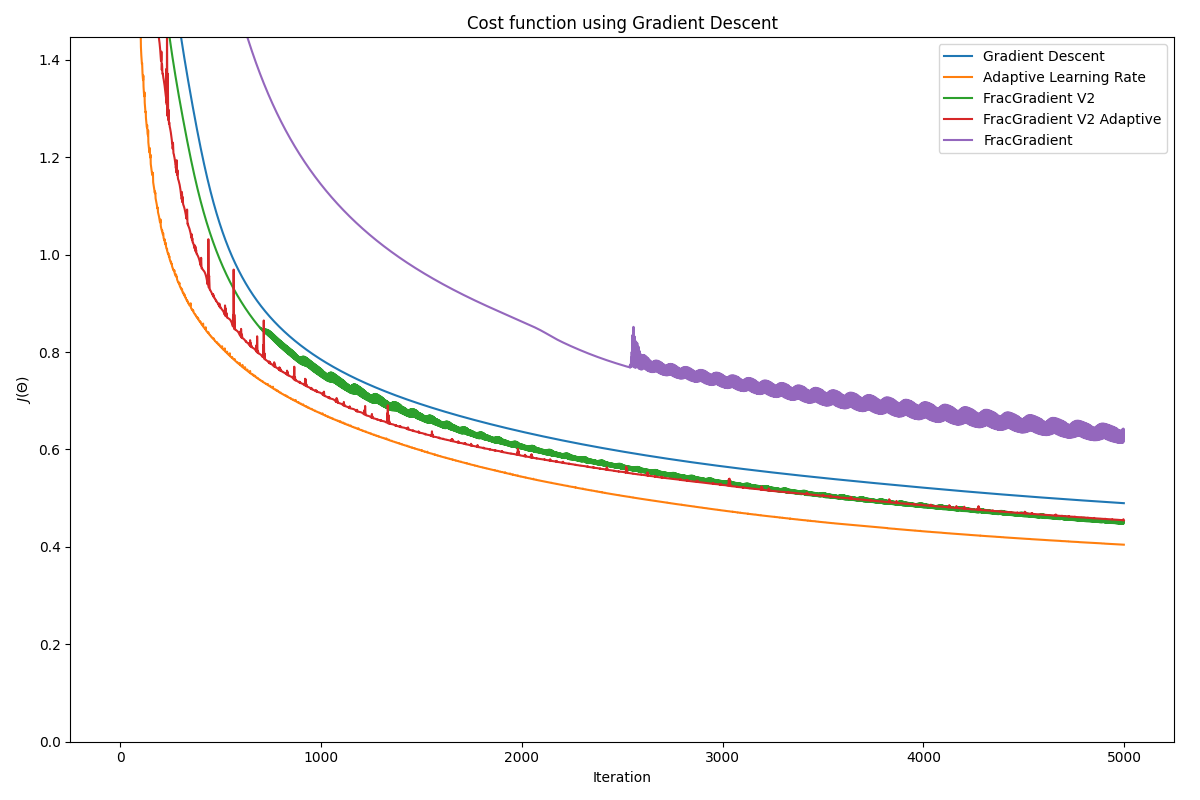 Cost function using Gradient Descent
Gradient Descent
Adaptive Learning Rate
FracGradient V2
FracGradient V2 Adaptive
FracGradient
1.4
1.2
1.0
0.8
0.6
0.4
0.2
0.0
J(Θ)
0
1000
2000
3000
4000
5000
Iteration